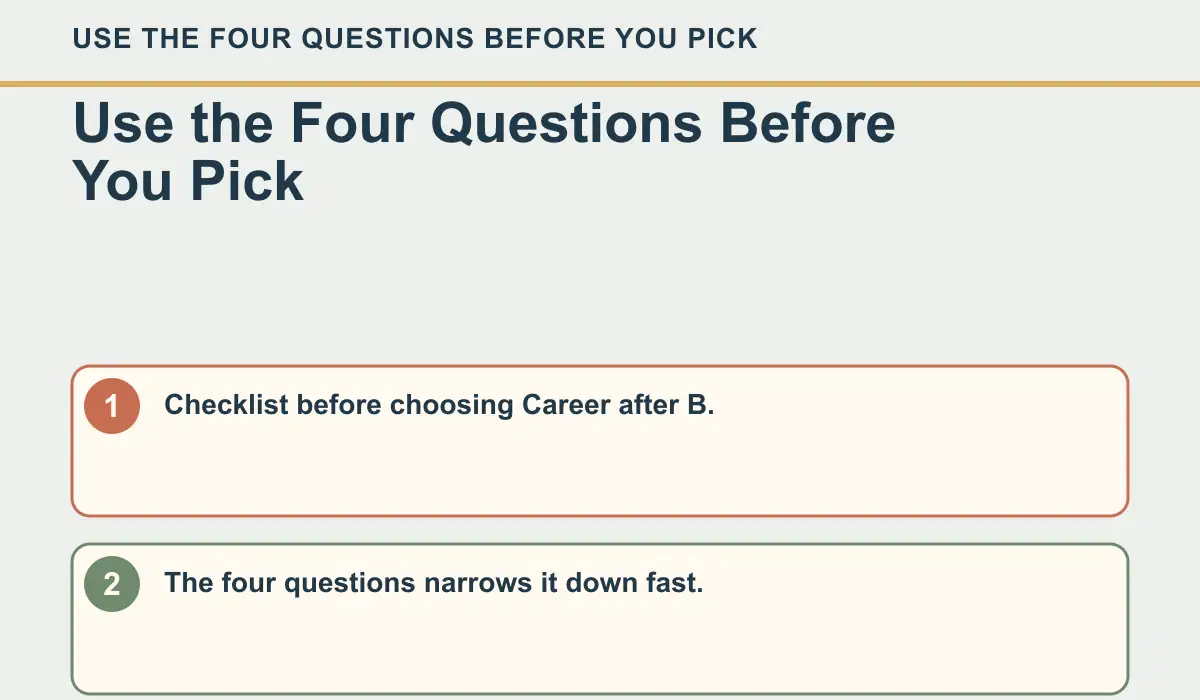 USE THE FOUR QUESTIONS BEFORE YOU PICK
Use the Four Questions Before
You Pick
1
Checklist before choosing Career after B.
2
The four questions narrows it down fast.